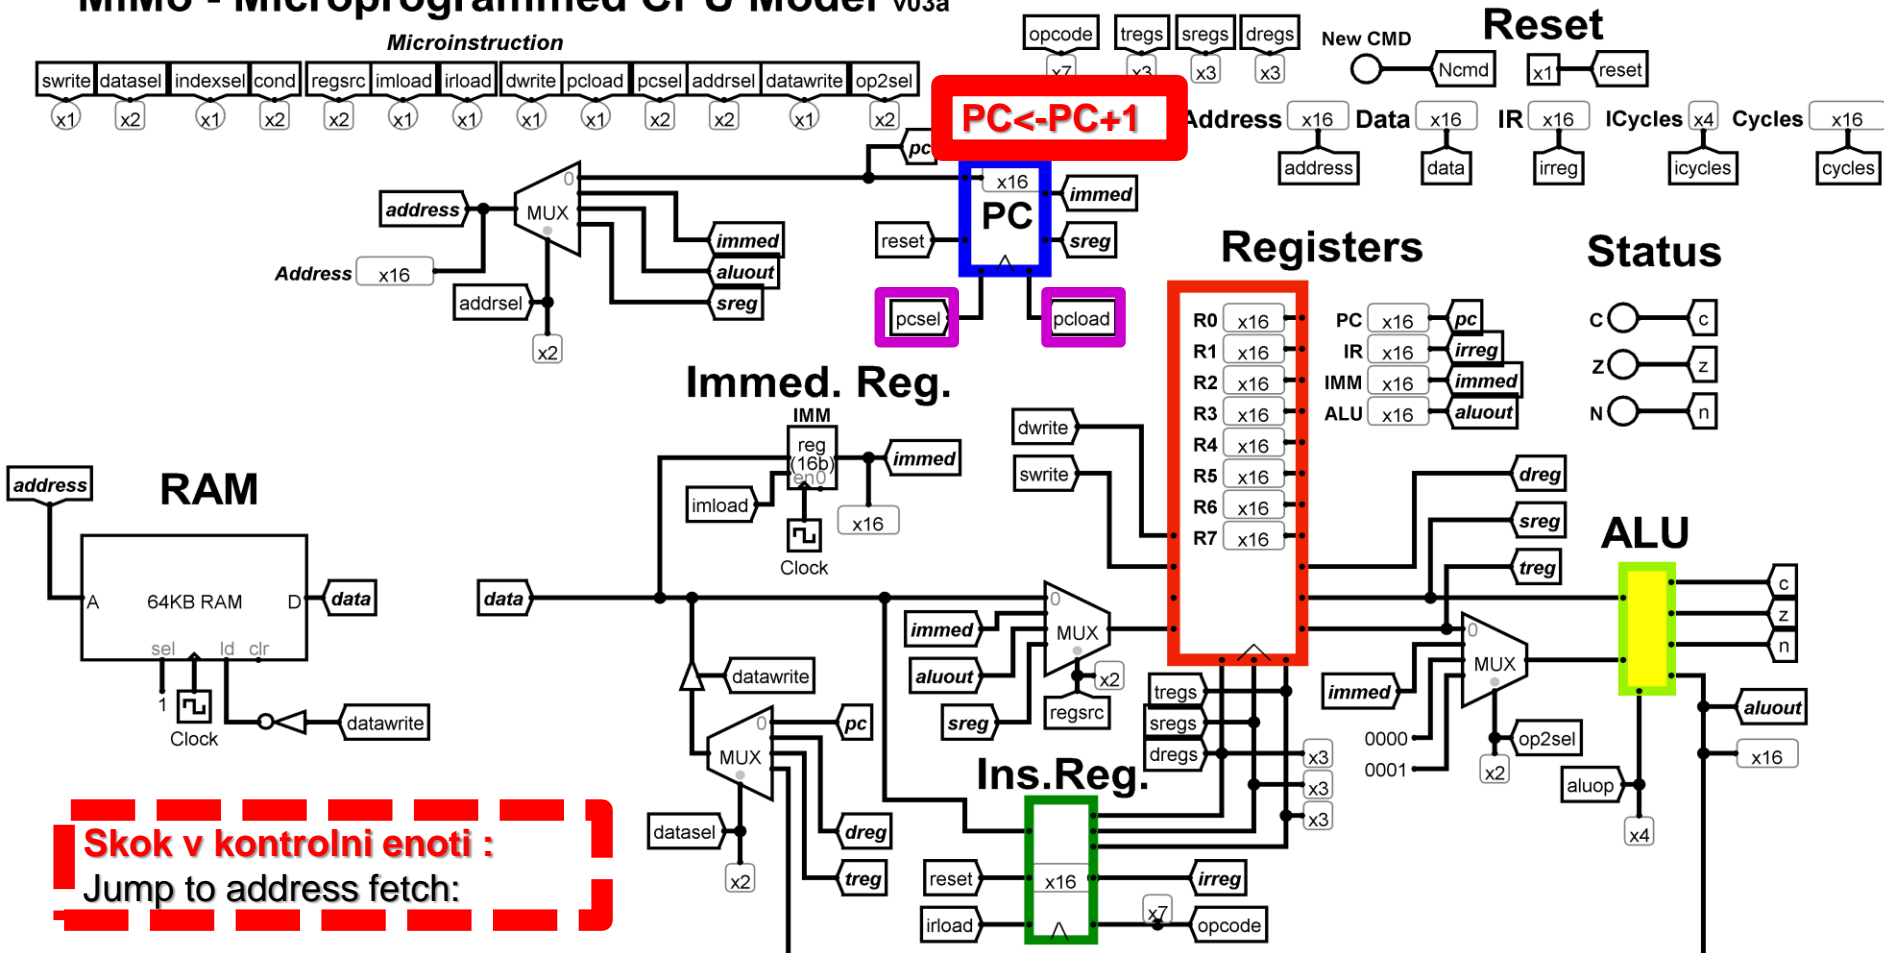 MiMo - Microprogrammed CPU Model v03a
Microinstruction
swrite datasel indexsel cond regsrc imload irload dwrite pcload pcsel addrsel datawrite op2sel
x1 x2 x1 x2 x2 x1 x1 x1 x1 x2 x2 x1 x2
opcode tregs sregs dregs
x7 x3 x3 x3
New CMD
Ncmd
Reset
x1 reset
PC<-PC+1
Address x16 Data x16 IR x16 ICycles x4 Cycles x16
address data irreg icycles cycles
pc
0
MUX
address
Address x16
addrsel
x2
immed
aluout
sreg
x16
PC
reset
immed
sreg
pcsel
pcload
Registers
R0 x16
R1 x16
R2 x16
R3 x16
R4 x16
R5 x16
R6 x16
R7 x16
PC x16 pc
IR x16 irreg
IMM x16 immed
ALU x16 aluout
Status
C c
Z z
N n
Immed. Reg.
IMM
reg
(16b)
en0
immed
imload
x16
Clock
dwrite
swrite
address
RAM
A 64KB RAM D
data
sel ld clr
1
Clock
datawrite
data
datawrite
0
MUX
pc
dreg
treg
datasel
x2
immed
aluout
sreg
0
MUX
x2
regsrc
tregs
sregs
dregs
x3
x3
x3
dreg
sreg
treg
ALU
c
z
n
0
MUX
immed
0000
0001
op2sel
x2
aluop
x4
aluout
x16
Ins.Reg.
reset
x16
irreg
irload
x7
opcode
Skok v kontrolni enoti :
Jump to address fetch: